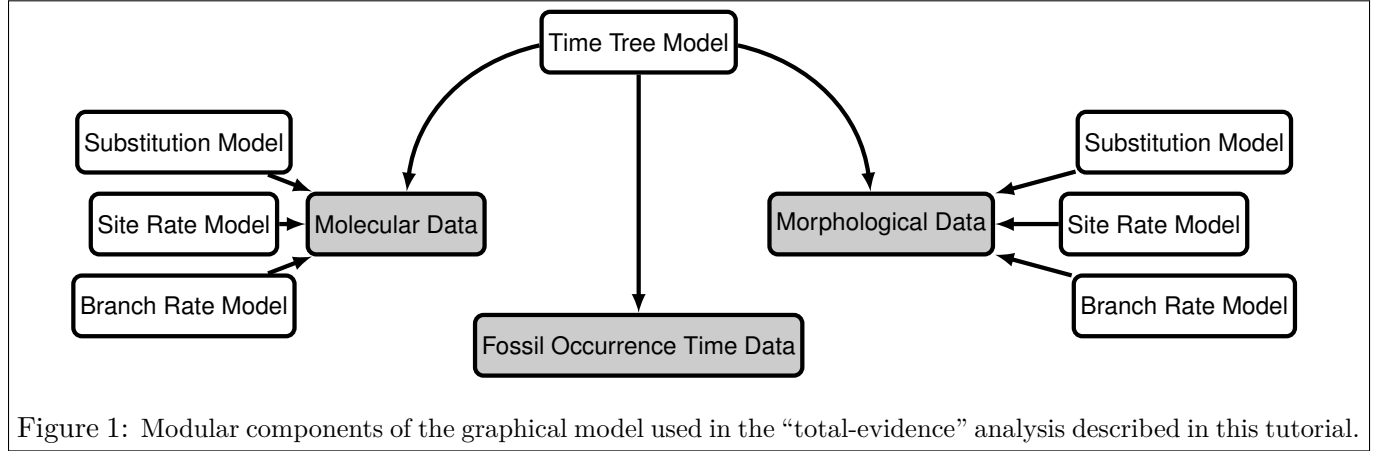 Time Tree Model
Substitution Model
Site Rate Model
Branch Rate Model
Molecular Data
Morphological Data
Substitution Model
Site Rate Model
Branch Rate Model
Fossil Occurrence Time Data
Figure 1: Modular components of the graphical model used in the “total-evidence” analysis described in this tutorial.